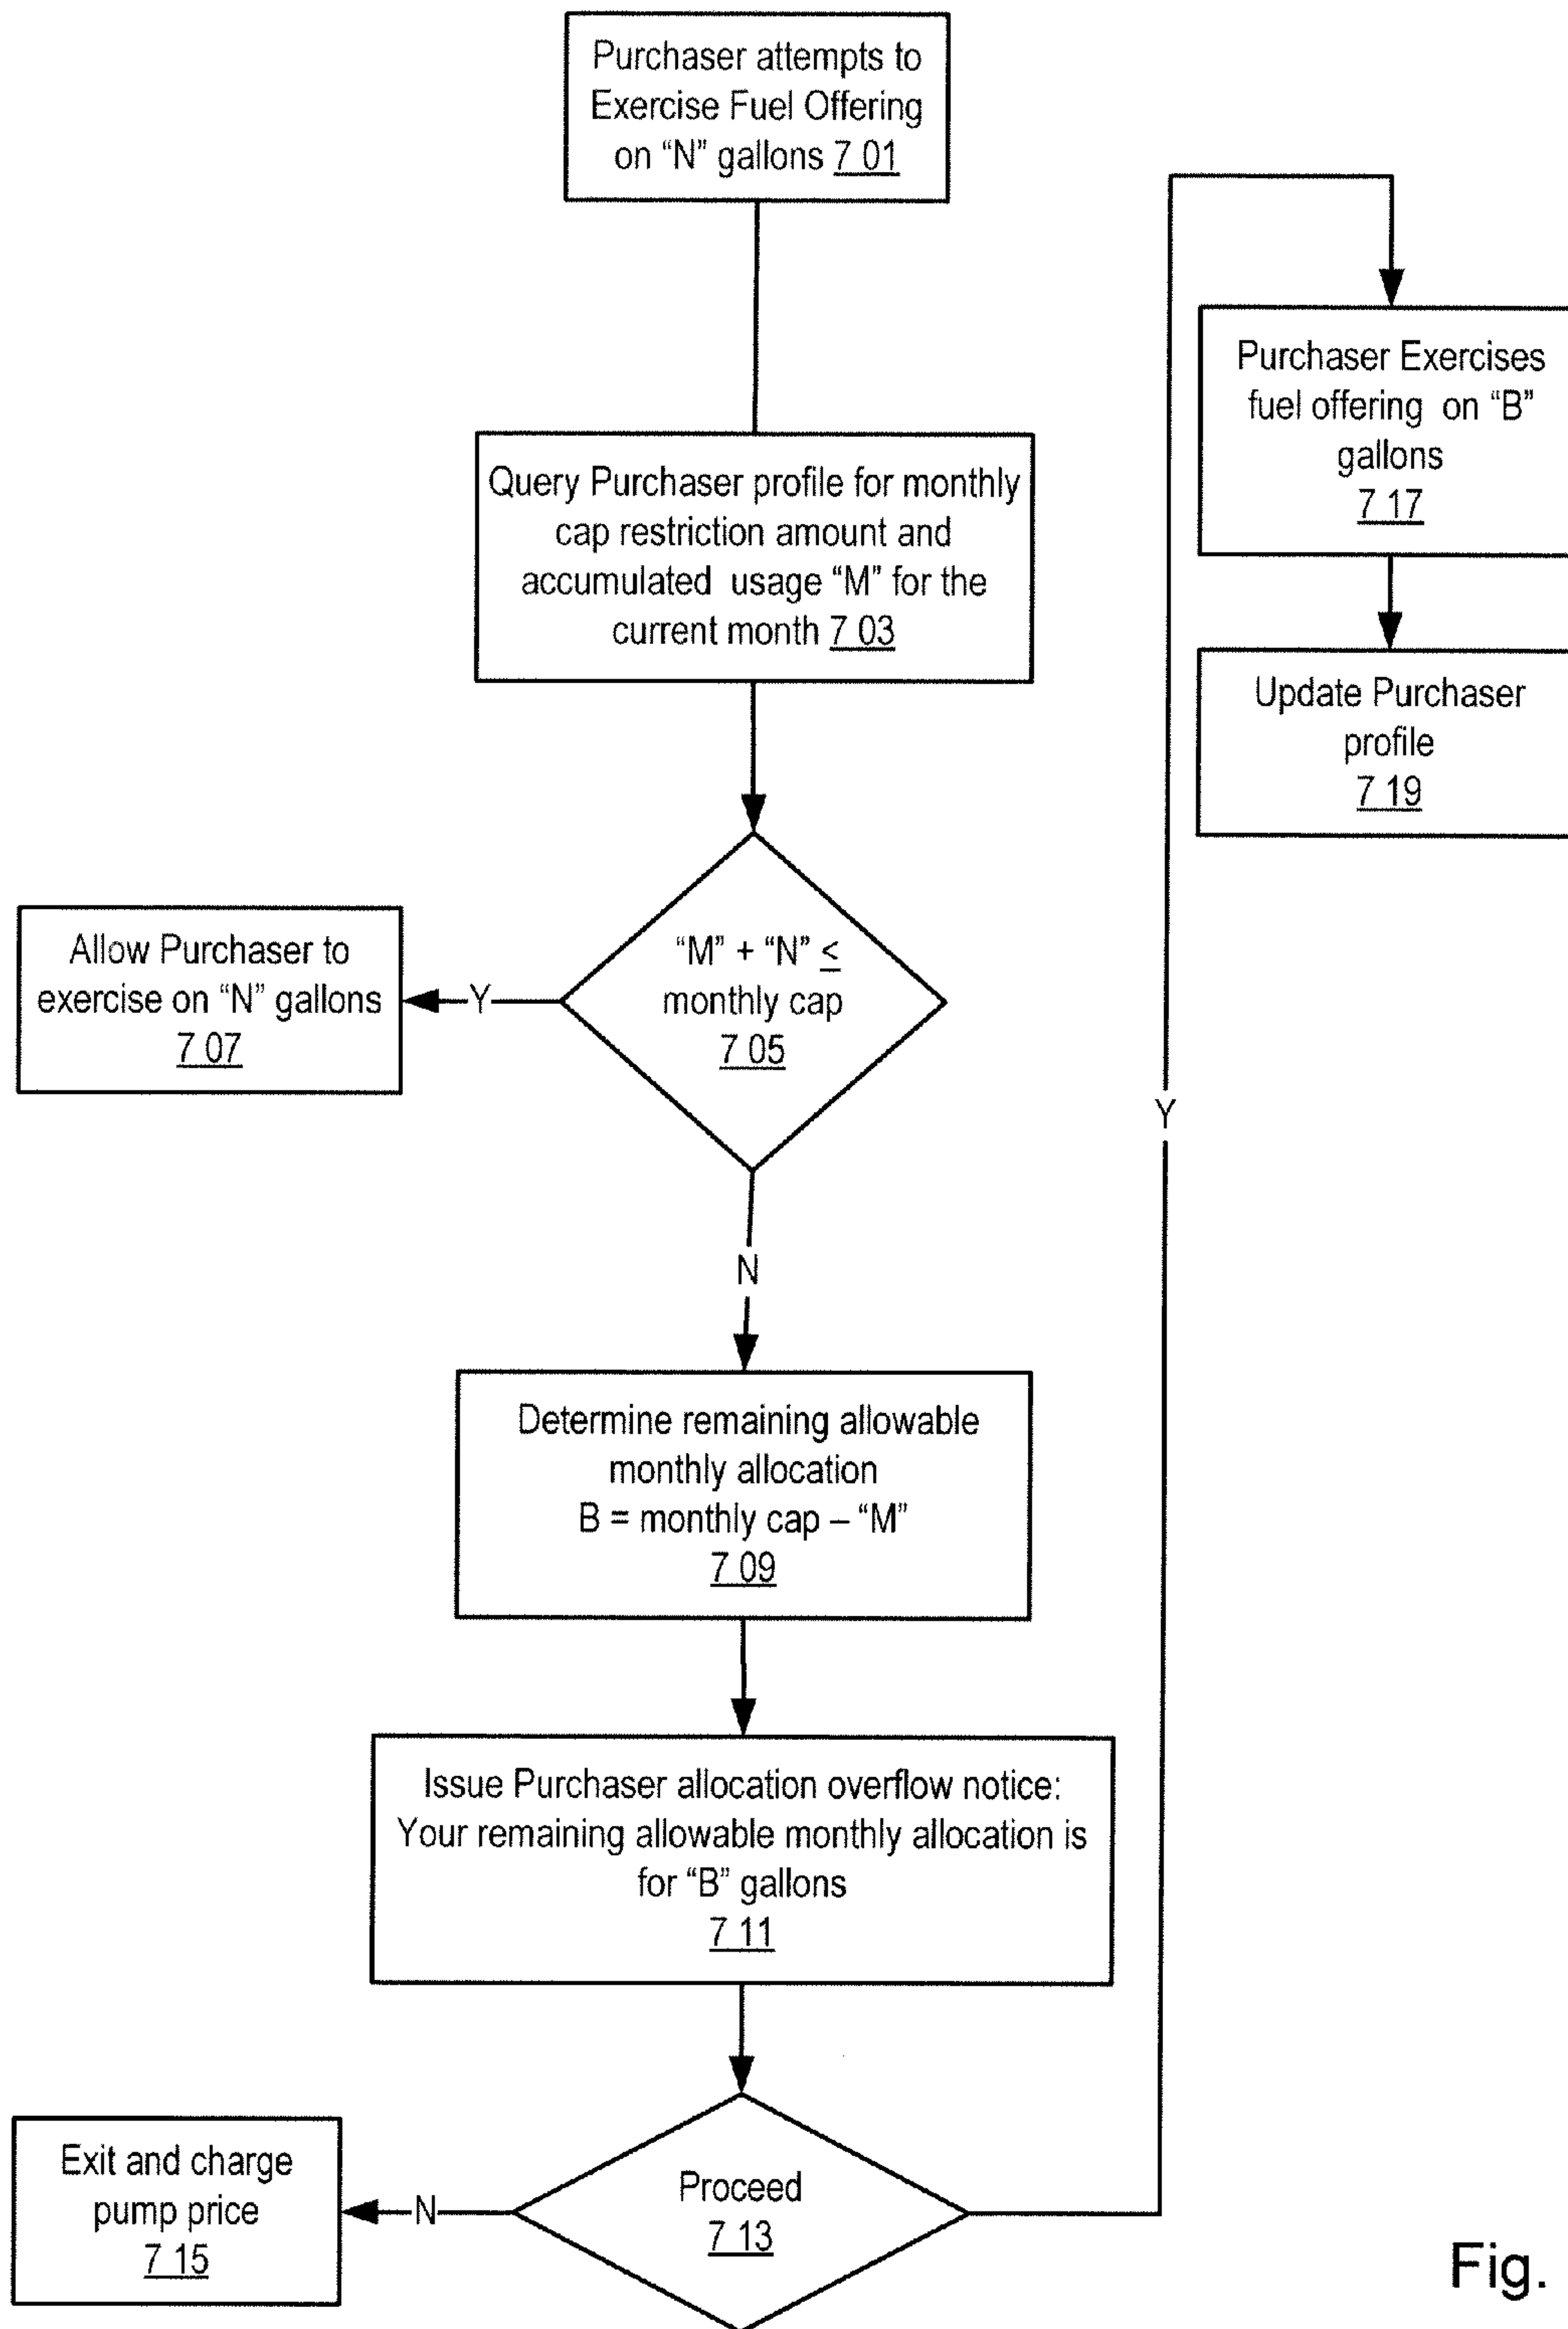 Purchaser attempts to
Exercise Fuel Offering
on “N” gallons 7 01
Query Purchaser profile for monthly
cap restriction amount and
accumulated usage “M” for the
current month 7 03
“M” + “N” ≤
monthly cap
7 05
Y
Allow Purchaser to
exercise on “N” gallons
7 07
N
Determine remaining allowable
monthly allocation
B = monthly cap – “M”
7 09
Issue Purchaser allocation overflow notice:
Your remaining allowable monthly allocation is
for “B” gallons
7 11
Proceed
7 13
N
Exit and charge
pump price
7 15
Y
Purchaser Exercises
fuel offering on “B”
gallons
7 17
Update Purchaser
profile
7 19
Fig.